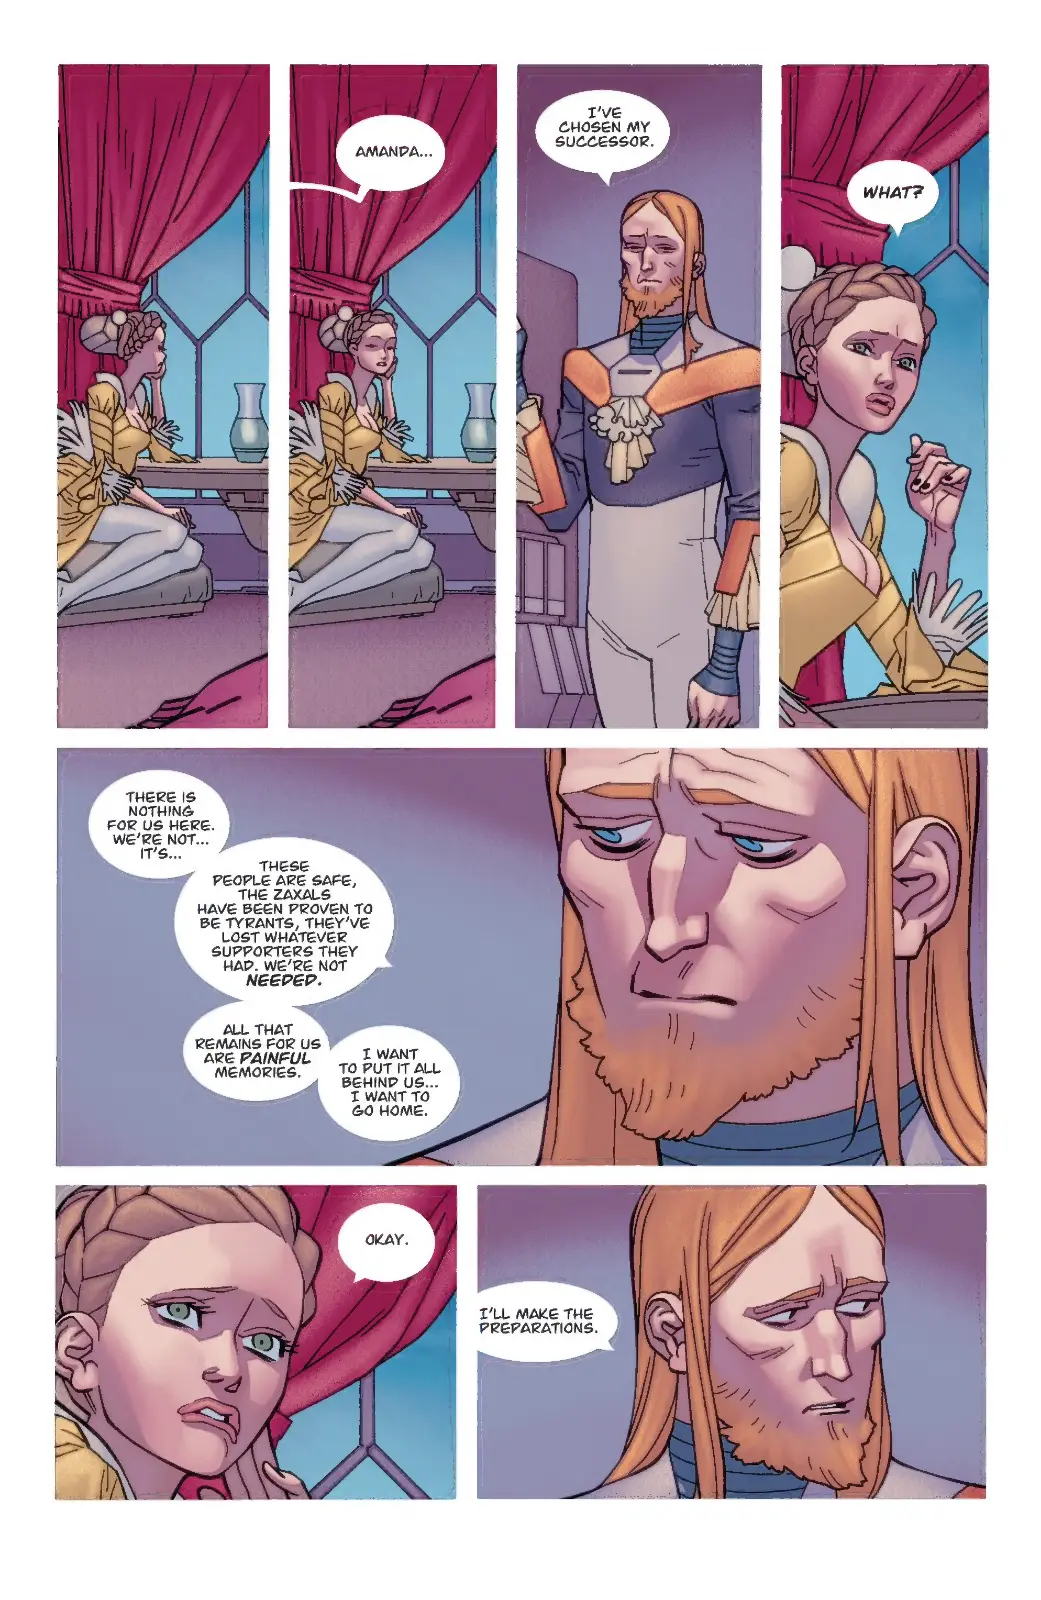 AMANDA...
I'VE
CHOSEN MY
SUCCESSOR.
WHAT?
THERE IS
NOTHING
FOR US HERE.
WE'RE NOT...
IT'S...
THESE
PEOPLE ARE SAFE,
THE ZAXALS
HAVE BEEN PROVEN TO
BE TYRANTS, THEY'VE
LOST WHATEVER
SUPPORTERS THEY
HAD. WE'RE NOT
NEEDED.
ALL THAT
REMAINS FOR US
ARE PAINFUL
MEMORIES.
I WANT
TO PUT IT ALL
BEHIND US...
I WANT TO
GO HOME.
OKAY.
I'LL MAKE THE
PREPARATIONS.